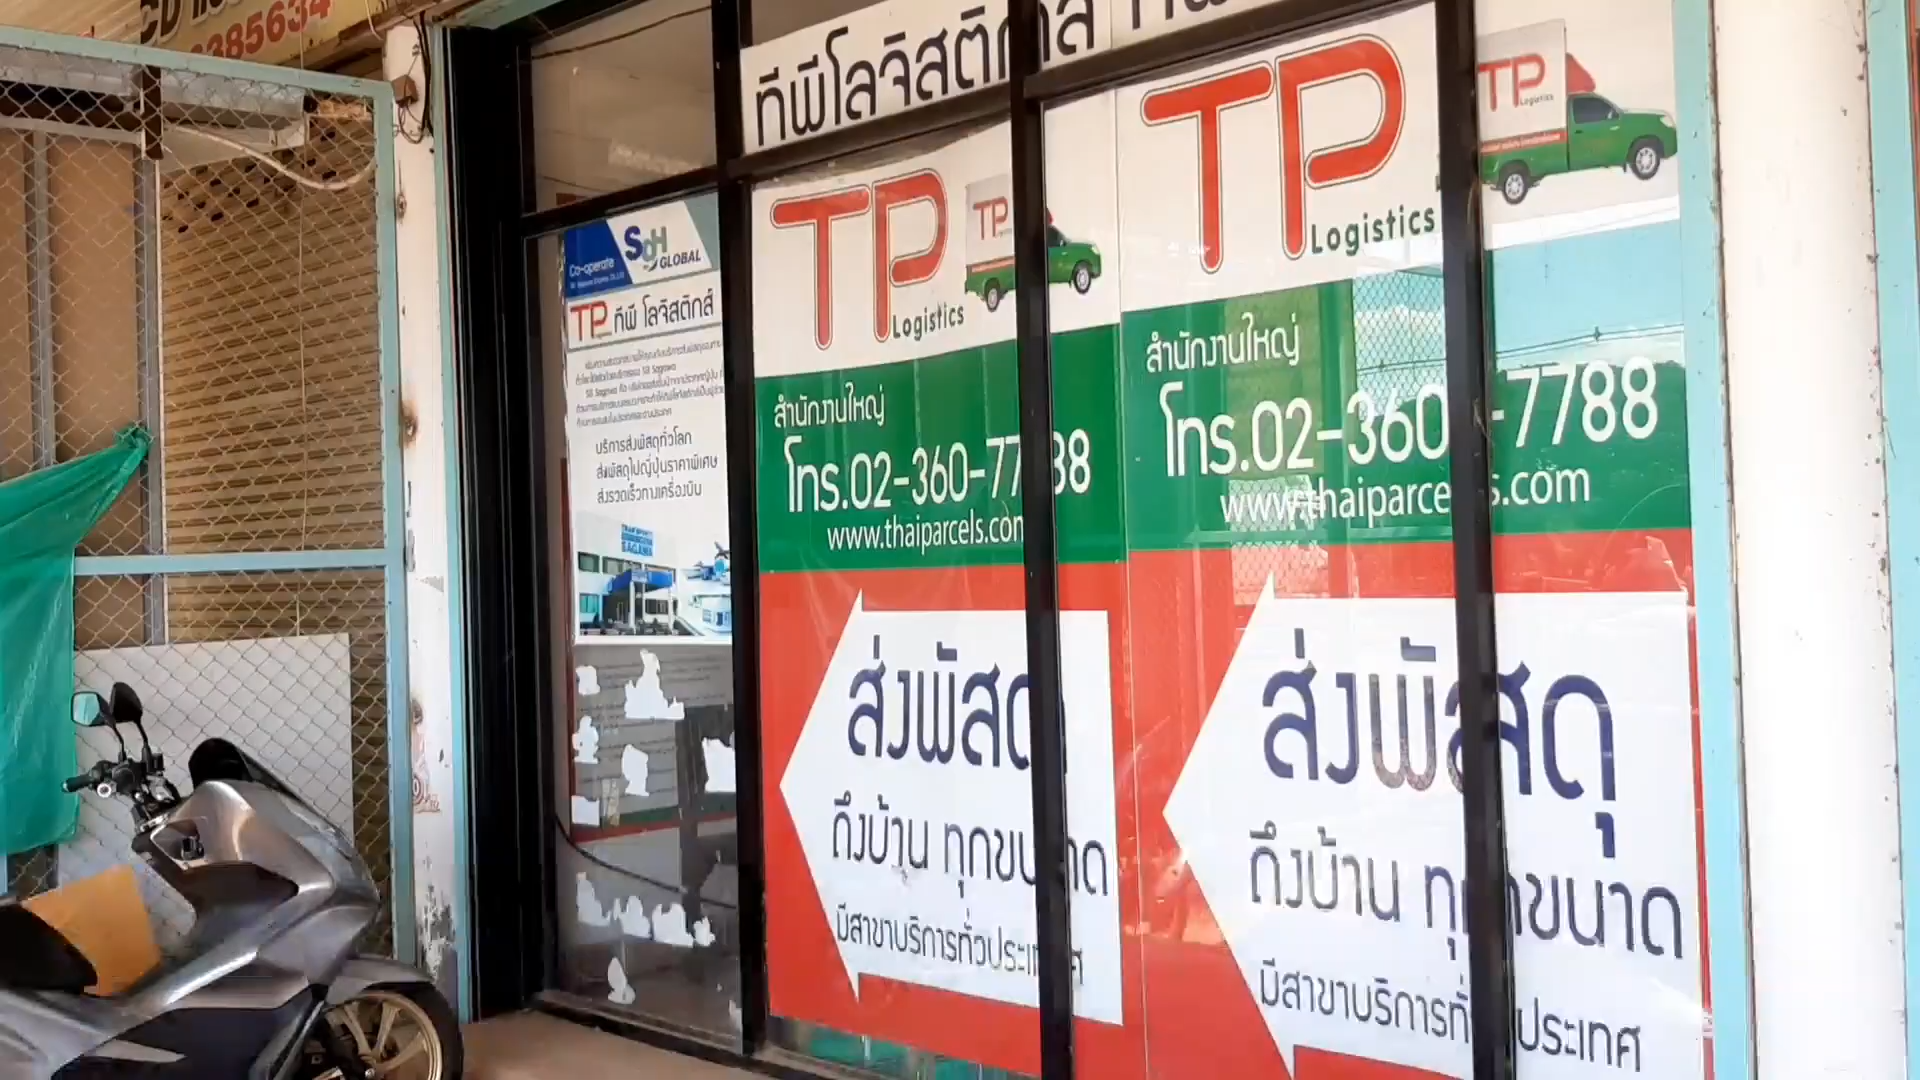 CD
385634
ทีพีโลจิสติกส์
Co-operate
SGH
GLOBAL
TP ทีพี โลจิสติกส์
บริการส่งพัสดุทั่วโลก
ส่งพัสดุไปญี่ปุ่นราคาพิเศษ
ส่งรวดเร็วทางเครื่องบิน
SAGAWA
TP
Logistics
TP
สำนักงานใหญ่
โทร.02-360-7788
www.thaiparcels.com
ส่งพัสดุ
ถึงบ้าน ทุกขนาด
มีสาขาบริการทั่วประเทศ
TP
Logistics
TP
Logistics
สำนักงานใหญ่
โทร.02-360-7788
www.thaiparcels.com
ส่งพัสดุ
ถึงบ้าน ทุกขนาด
มีสาขาบริการทั่วประเทศ